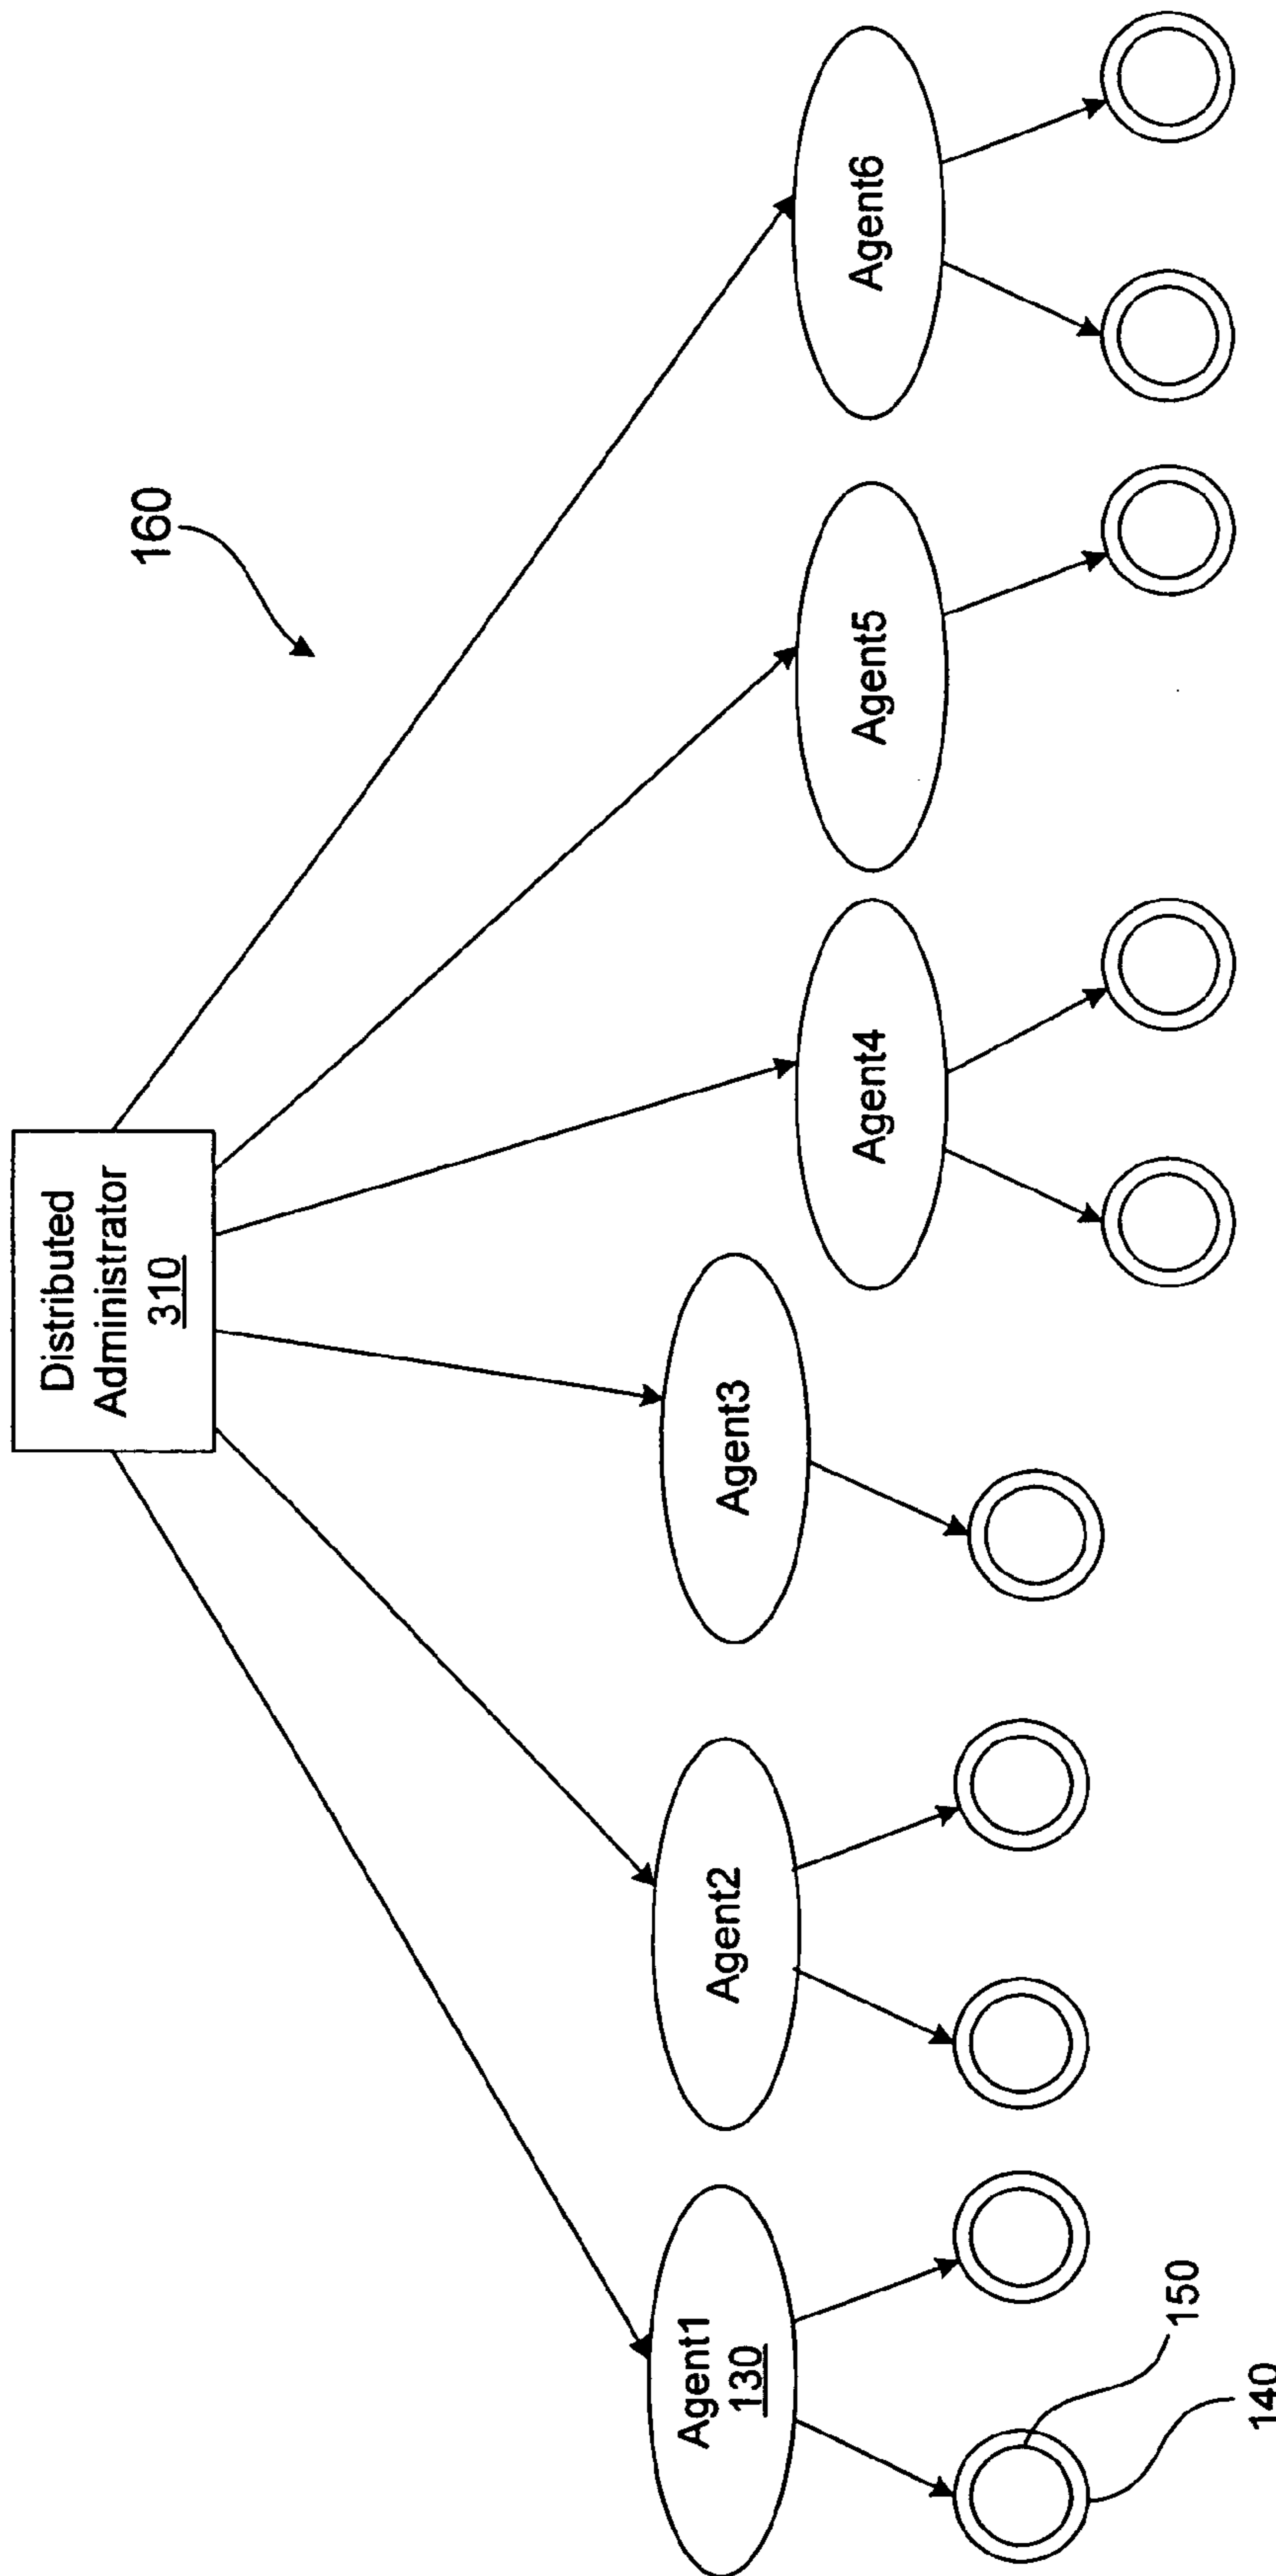 Distributed
Administrator
310
160
Agent1
130
Agent2
Agent3
Agent4
Agent5
Agent6
150
140